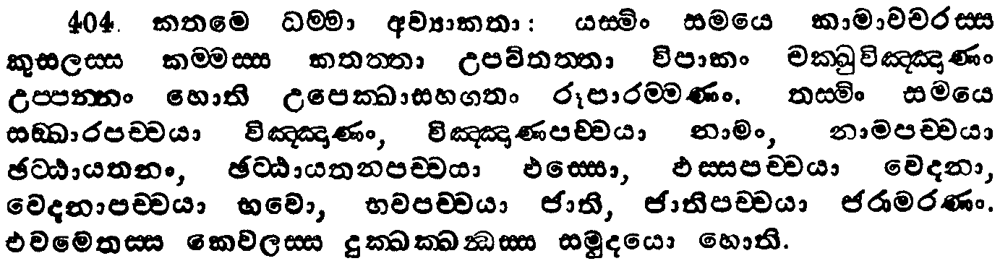 404. කතමෙ ධම්මා අව්‍යාකතා: යස්මිං සමයෙ කාමාවචරස්ස
කුසලස්ස කම්මස්ස කතත්තා උපචිතත්තා විපාකං චක්ඛුවිඤ්ඤාණං
උප්පන්නං හොති උපෙක්ඛාසහගතං රූපාරම්මණං. තස්මිං සමයෙ
සඞ්ඛාරපච්චයා විඤ්ඤාණං, විඤ්ඤාණපච්චයා නාමං, නාමපච්චයා
ඡට්ඨායතනං, ඡට්ඨායතනපච්චයා ඵස්සො, ඵස්සපච්චයා වෙදනා,
වෙදනාපච්චයා භවො, භවපච්චයා ජාති, ජාතිපච්චයා ජරාමරණං.
එවමෙතස්ස කෙවලස්ස දුක්ඛක්ඛන්ධස්ස සමුදයො හොති.